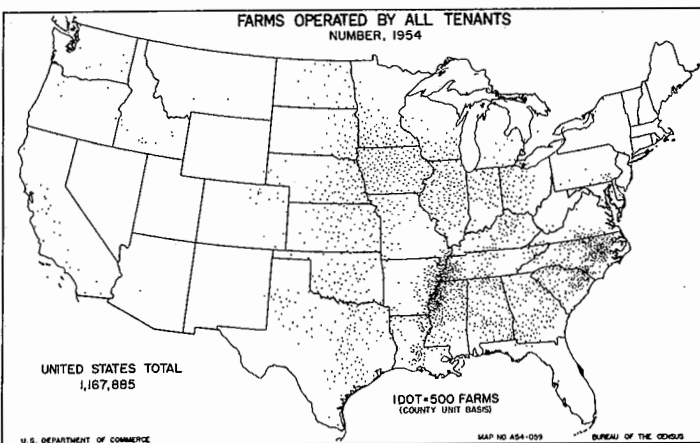 FARMS OPERATED BY ALL TENANTS
NUMBER, 1954
UNITED STATES TOTAL
1,167,885
1 DOT=500 FARMS
(COUNTY UNIT BASIS)
U.S. DEPARTMENT OF COMMERCE
MAP NO A54-059
BUREAU OF THE CENSUS